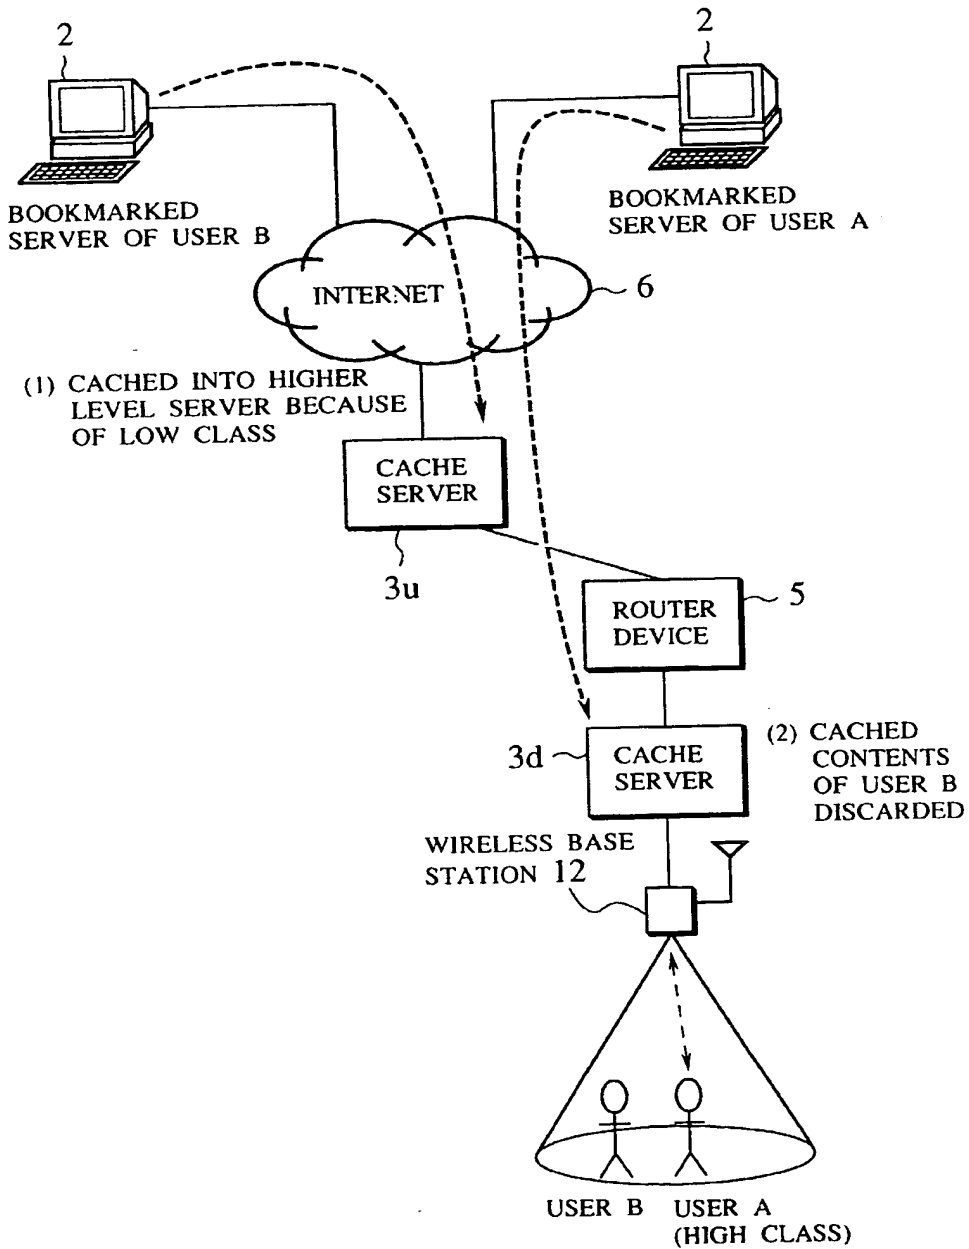 2
2
BOOKMARKED
SERVER OF USER B
BOOKMARKED
SERVER OF USER A
INTERNET
6
(1) CACHED INTO HIGHER
LEVEL SERVER BECAUSE
OF LOW CLASS
CACHE
SERVER
3u
ROUTER
DEVICE
5
3d
CACHE
SERVER
(2) CACHED
CONTENTS
OF USER B
DISCARDED
WIRELESS BASE
STATION 12
USER B
USER A
(HIGH CLASS)